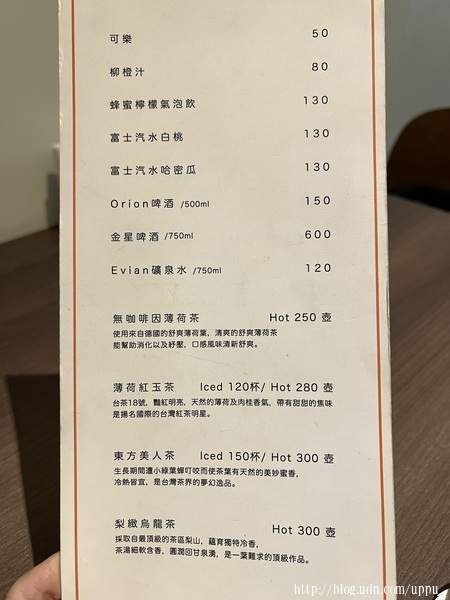 可樂 50
柳橙汁 80
蜂蜜檸檬氣泡飲 130
富士汽水白桃 130
富士汽水哈密瓜 130
Orion啤酒 /500ml 150
金星啤酒 /750ml 600
Evian礦泉水 /750ml 120
無咖啡因薄荷茶 Hot 250 壺
使用來自德國的舒爽薄荷葉，清爽的舒爽薄荷茶
能幫助消化以及紓壓，口感風味清新舒爽。
薄荷紅玉茶 Iced 120杯/ Hot 280 壺
台茶18號，豔紅明亮，天然的薄荷及肉桂香氣，帶有甜甜的焦味
是揚名國際的台灣紅茶明星。
東方美人茶 Iced 150杯/ Hot 300 壺
生長期間遭小綠葉蟬叮咬而使茶葉有天然的美妙蜜香，
冷熱皆宜，是台灣茶界的夢幻逸品。
梨緻烏龍茶 Hot 300 壺
採取自最頂級的茶區梨山，蘊育獨特冷香，
茶湯細軟含香，圓潤回甘泉湧，是一葉難求的頂級作品。
http://blog.udn.com/uppu